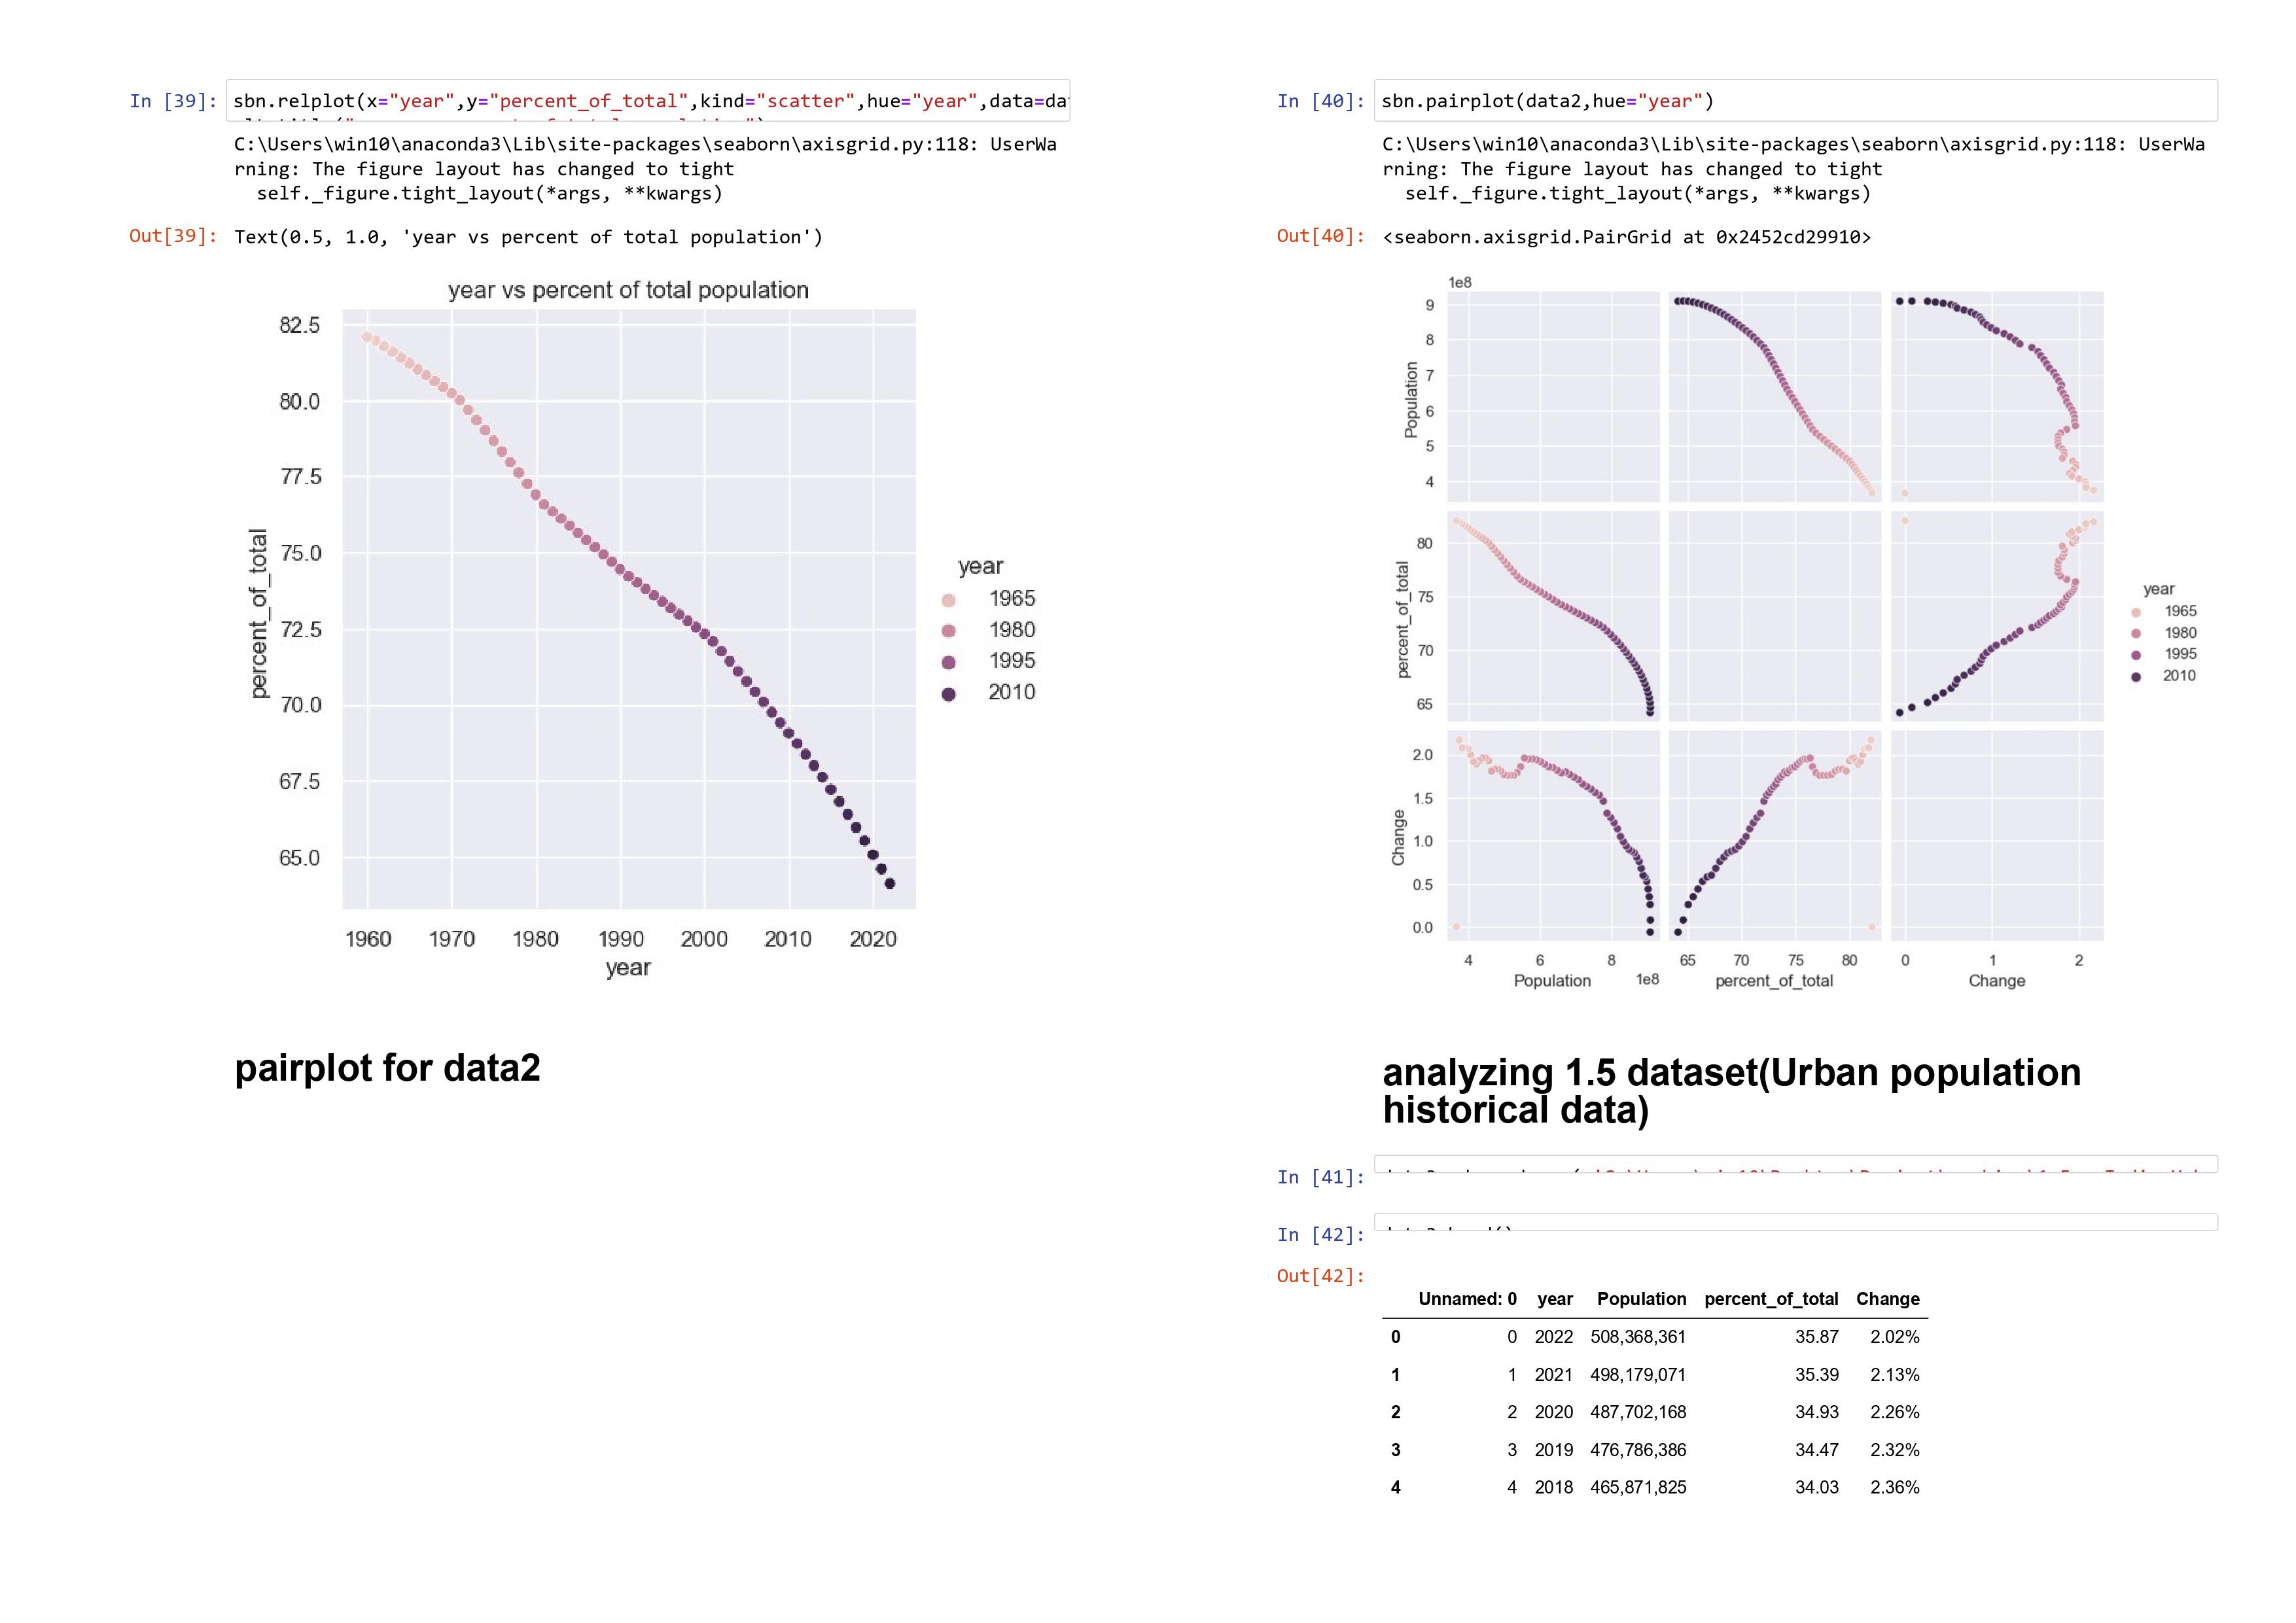 In [39]: sbn.relplot(x="year",y="percent_of_total",kind="scatter",hue="year",data=da
C:\Users\win10\anaconda3\Lib\site-packages\seaborn\axisgrid.py:118: UserWa
rning: The figure layout has changed to tight
self._figure.tight_layout(*args, **kwargs)
Out[39]: Text(0.5, 1.0, 'year vs percent of total population')
year vs percent of total population
82.5
80.0
77.5
75.0
72.5
70.0
67.5
65.0
percent_of_total
1960 1970 1980 1990 2000 2010 2020
year
year
1965
1980
1995
2010
pairplot for data2
In [40]: sbn.pairplot(data2,hue="year")
C:\Users\win10\anaconda3\Lib\site-packages\seaborn\axisgrid.py:118: UserWa
rning: The figure layout has changed to tight
self._figure.tight_layout(*args, **kwargs)
Out[40]: <seaborn.axisgrid.PairGrid at 0x2452cd29910>
1e8
9
8
7
6
5
4
Population
80
75
70
65
percent_of_total
2.0
1.5
1.0
0.5
0.0
Change
4 6 8 65 70 75 80 0 1 2
Population 1e8 percent_of_total Change
year
1965
1980
1995
2010
analyzing 1.5 dataset(Urban population
historical data)
In [41]:
In [42]:
Out[42]:
Unnamed: 0 year Population percent_of_total Change
0 0 2022 508,368,361 35.87 2.02%
1 1 2021 498,179,071 35.39 2.13%
2 2 2020 487,702,168 34.93 2.26%
3 3 2019 476,786,386 34.47 2.32%
4 4 2018 465,871,825 34.03 2.36%